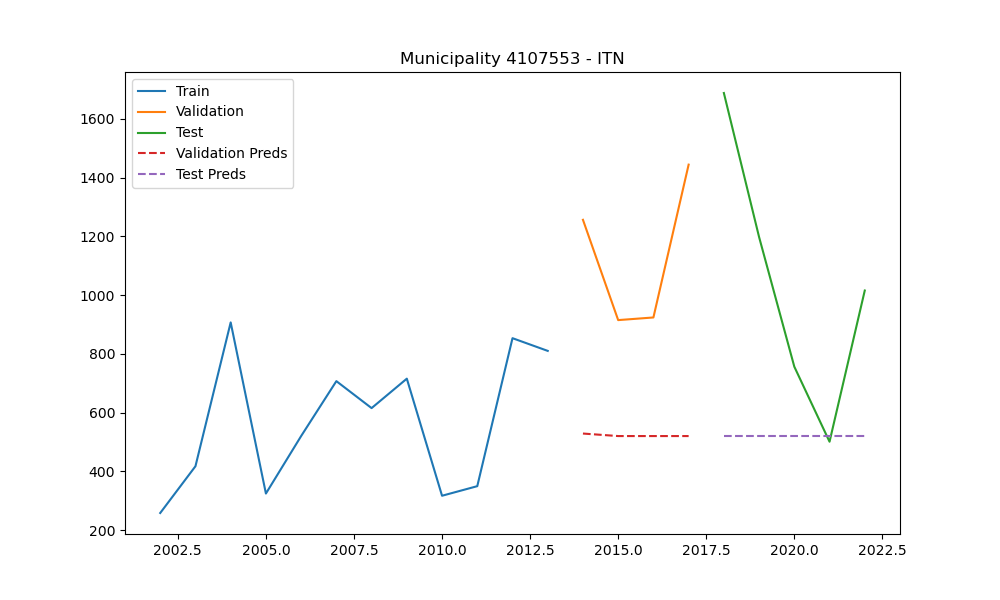 Municipality 4107553 - ITN
Train
Validation
Test
Validation Preds
Test Preds
1600
1400
1200
1000
800
600
400
200
2002.5 2005.0 2007.5 2010.0 2012.5 2015.0 2017.5 2020.0 2022.5